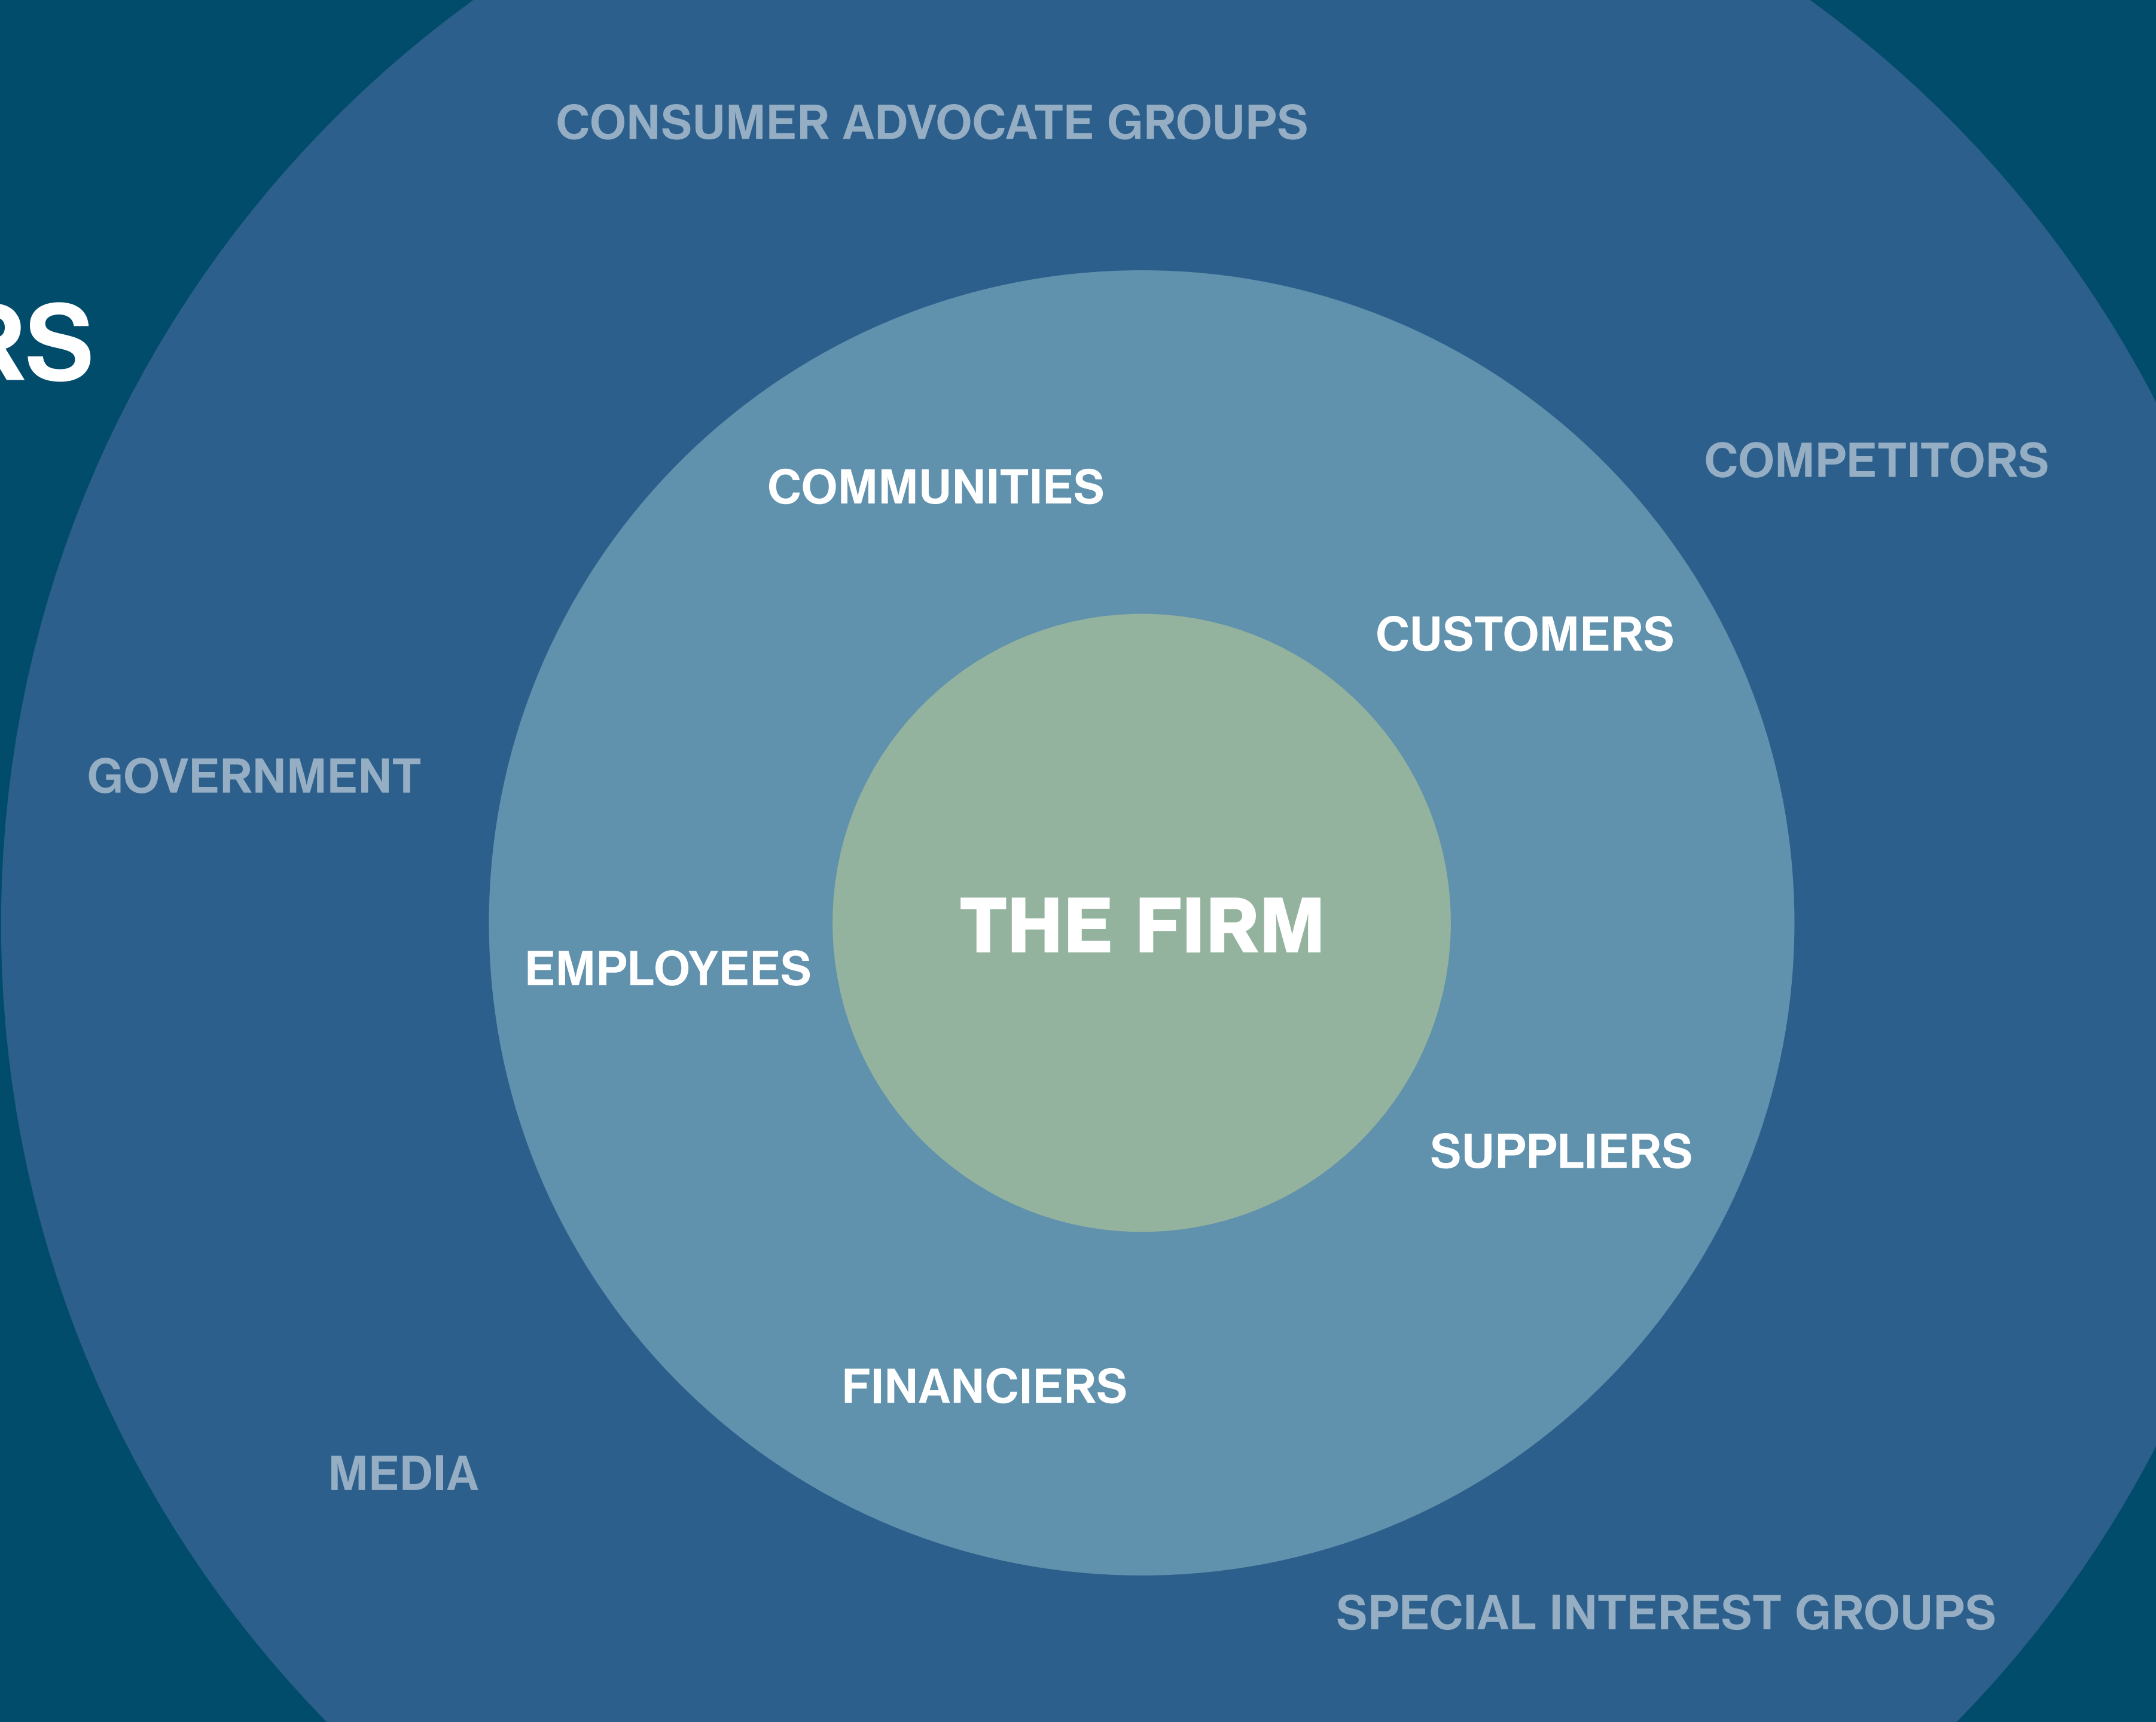 CONSUMER ADVOCATE GROUPS
RS
COMPETITORS
COMMUNITIES
CUSTOMERS
GOVERNMENT
THE FIRM
EMPLOYEES
SUPPLIERS
FINANCIERS
MEDIA
SPECIAL INTEREST GROUPS